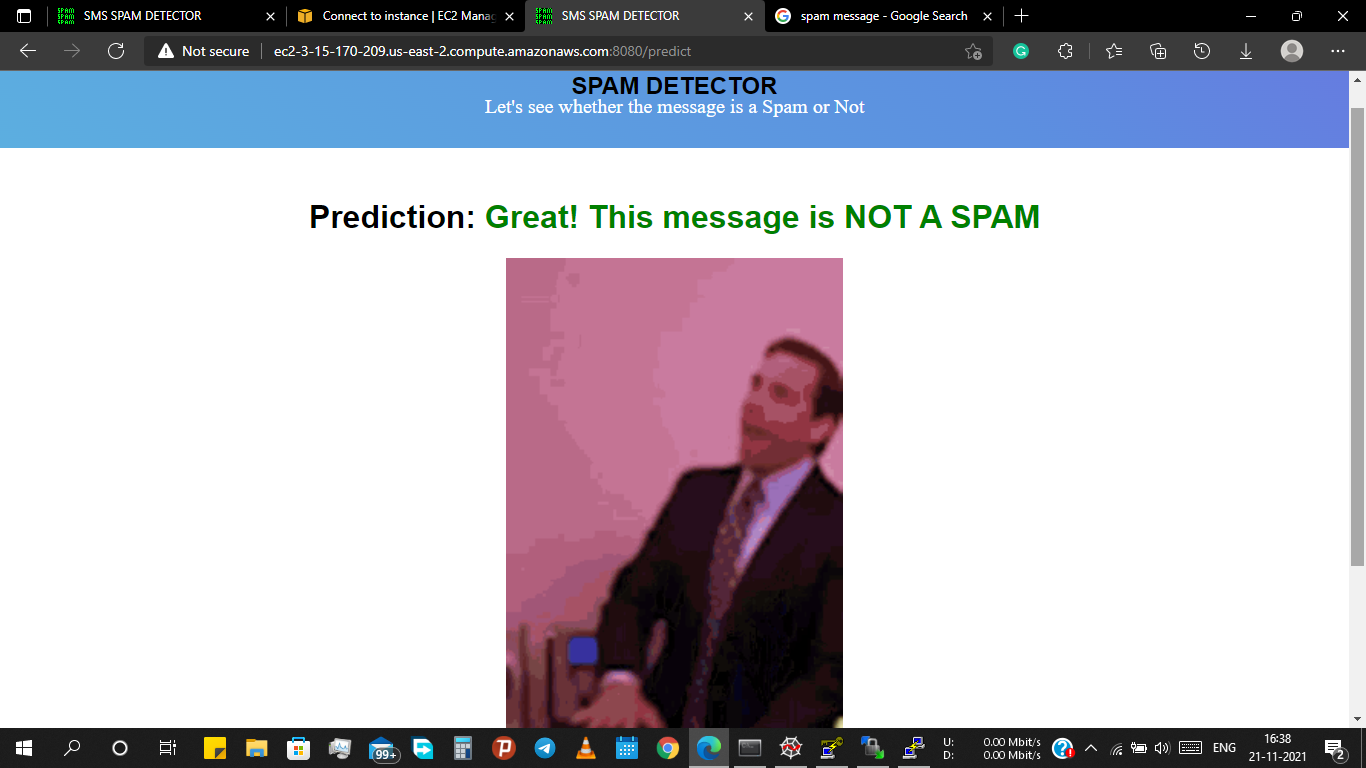 SMS SPAM DETECTOR
Connect to instance | EC2 Manag
SMS SPAM DETECTOR
spam message - Google Search
Not secure
ec2-3-15-170-209.us-east-2.compute.amazonaws.com:8080/predict
SPAM DETECTOR
Let's see whether the message is a Spam or Not
Prediction: Great! This message is NOT A SPAM
99+
U: 0.00 Mbit/s
D: 0.00 Mbit/s
ENG
16:38
21-11-2021
2